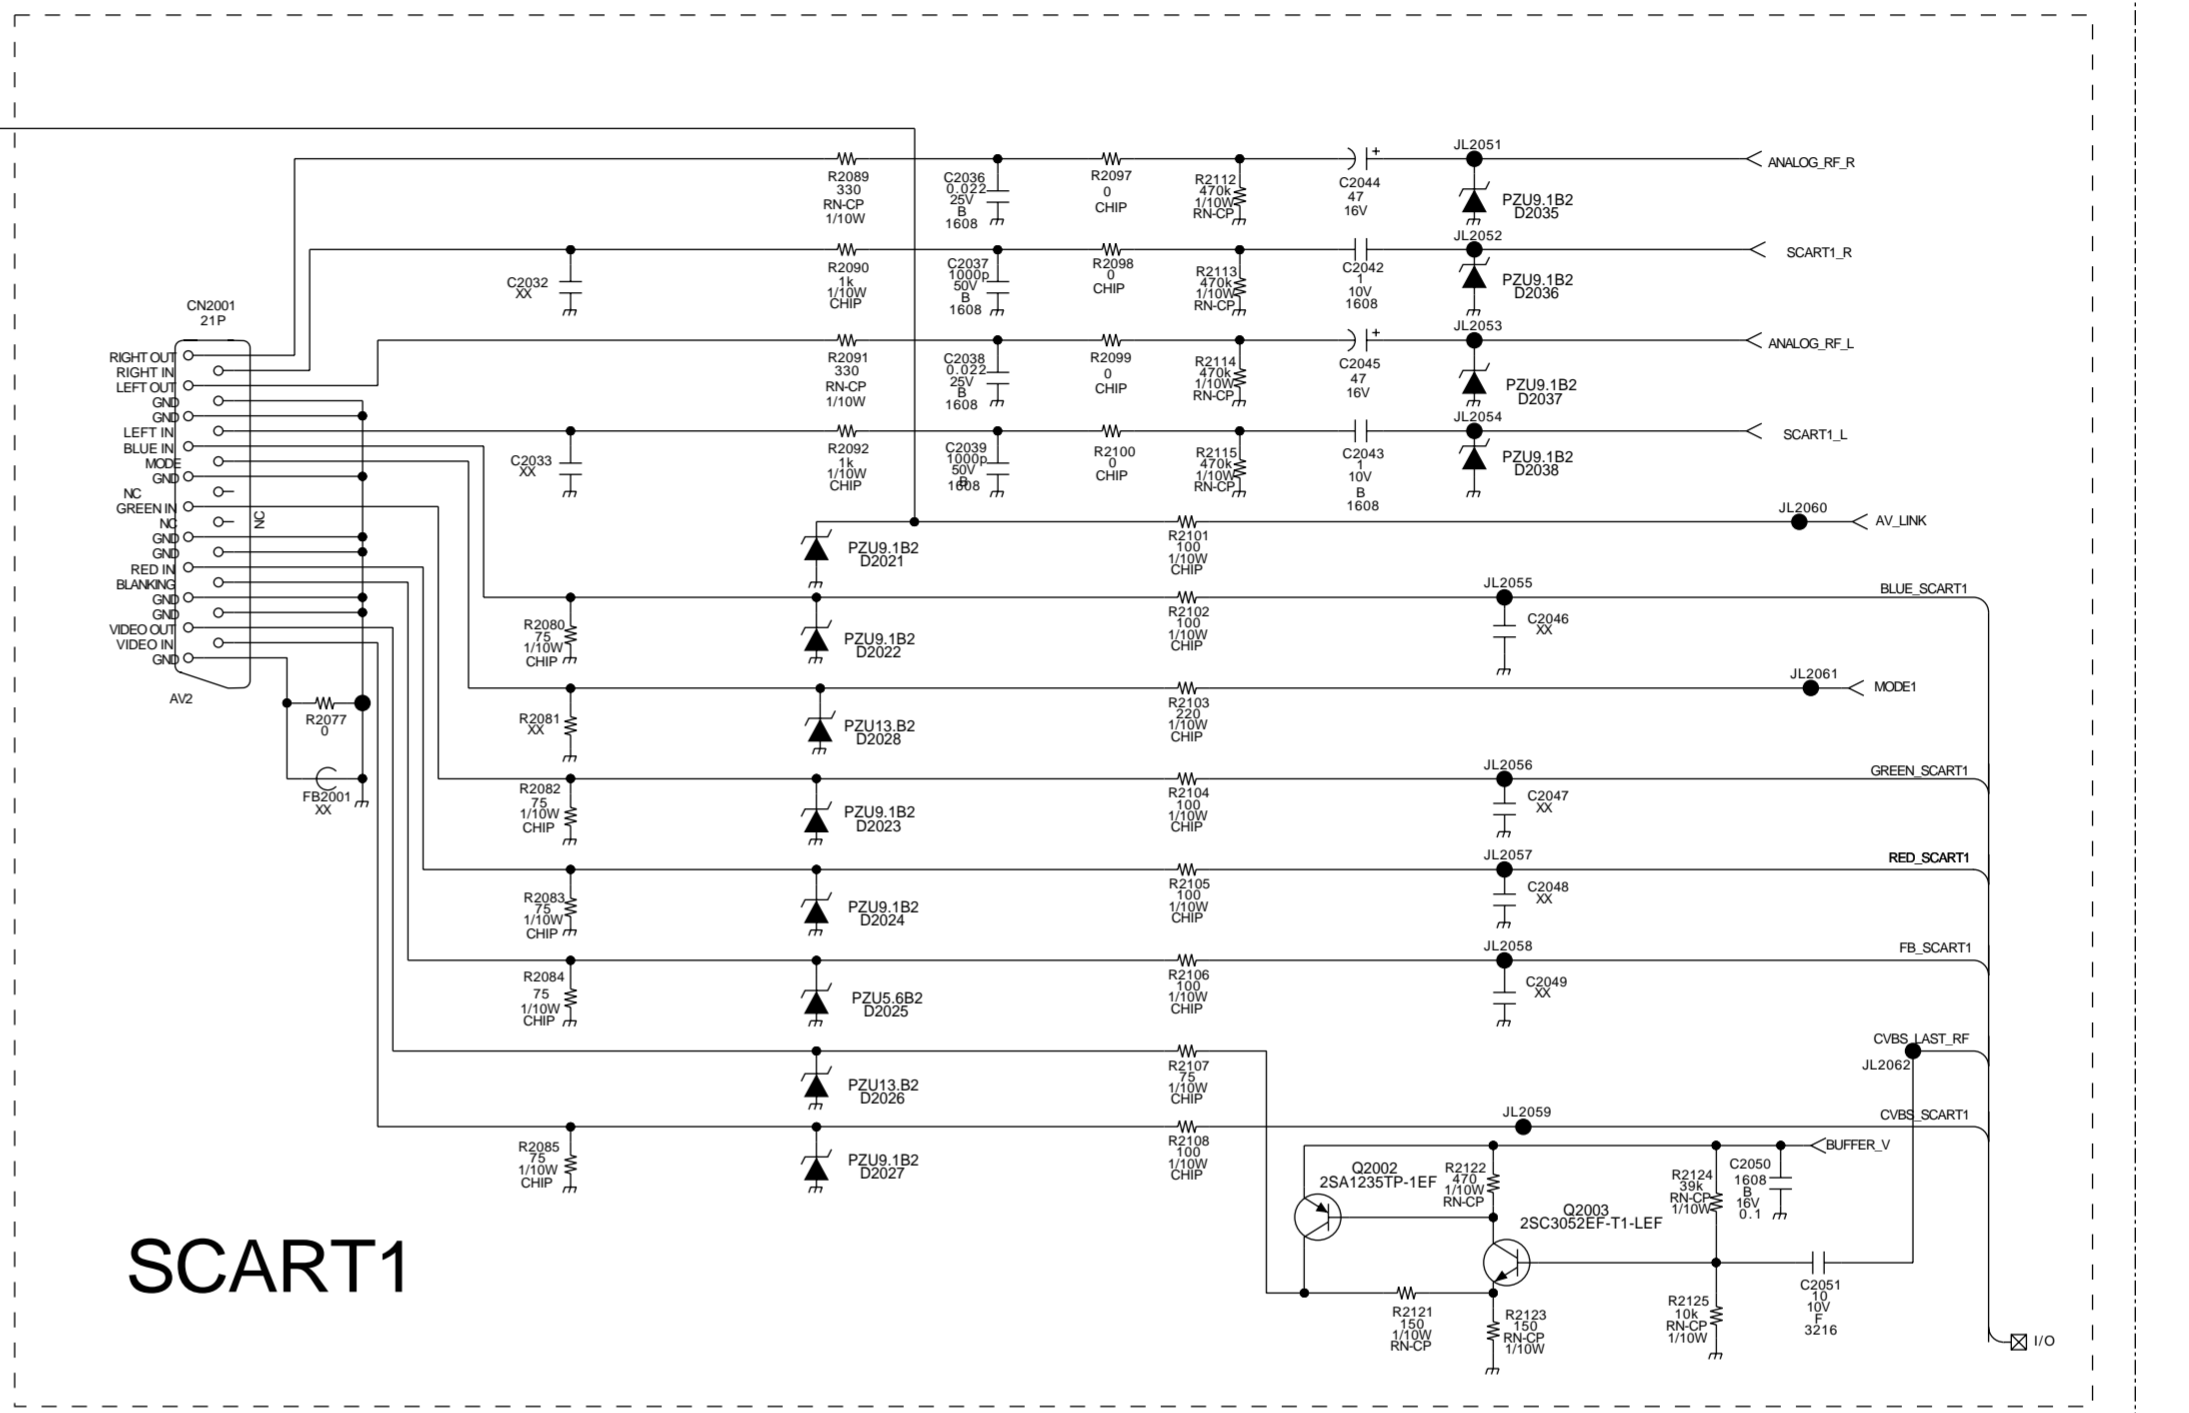 JL2051
ANALOG_RF_R
R2089
330
RN-CP
1/10W
C2036
0.022
25V
B
1608
R2097
0
CHIP
R2112
470k
1/10W
RN-CP
C2044
47
16V
+
PZU9.1B2
D2035
JL2052
SCART1_R
C2032
XX
R2090
1k
1/10W
CHIP
C2037
1000p
50V
B
1608
R2098
0
CHIP
R2113
470k
1/10W
RN-CP
C2042
1
10V
1608
PZU9.1B2
D2036
CN2001
21P
JL2053
ANALOG_RF_L
R2091
330
RN-CP
1/10W
C2038
0.022
25V
B
1608
R2099
0
CHIP
R2114
470k
1/10W
RN-CP
C2045
47
16V
+
PZU9.1B2
D2037
JL2054
SCART1_L
C2033
XX
R2092
1k
1/10W
CHIP
C2039
1000p
50V
B
1608
R2100
0
CHIP
R2115
470k
1/10W
RN-CP
C2043
1
10V
B
1608
PZU9.1B2
D2038
RIGHT OUT
RIGHT IN
LEFT OUT
GND
GND
LEFT IN
BLUE IN
MODE
GND
NC
GREEN IN
NC
GND
GND
RED IN
BLANKING
GND
GND
VIDEO OUT
VIDEO IN
GND
NC
AV2
R2077
0
FB2001
XX
PZU9.1B2
D2021
R2101
100
1/10W
CHIP
JL2060
AV_LINK
R2080
75
1/10W
CHIP
PZU9.1B2
D2022
R2102
100
1/10W
CHIP
JL2055
C2046
XX
BLUE_SCART1
R2081
XX
PZU13.B2
D2028
R2103
220
1/10W
CHIP
JL2061
MODE1
R2082
75
1/10W
CHIP
PZU9.1B2
D2023
R2104
100
1/10W
CHIP
JL2056
C2047
XX
GREEN_SCART1
R2083
75
1/10W
CHIP
PZU9.1B2
D2024
R2105
100
1/10W
CHIP
JL2057
C2048
XX
RED_SCART1
R2084
75
1/10W
CHIP
PZU5.6B2
D2025
R2106
100
1/10W
CHIP
JL2058
C2049
XX
FB_SCART1
PZU13.B2
D2026
R2107
75
1/10W
CHIP
CVBS_LAST_RF
JL2062
R2085
75
1/10W
CHIP
PZU9.1B2
D2027
R2108
100
1/10W
CHIP
JL2059
CVBS_SCART1
BUFFER_V
Q2002
2SA1235TP-1EF
R2122
470
1/10W
RN-CP
Q2003
2SC3052EF-T1-LEF
R2124
39k
RN-CP
1/10W
C2050
1608
B
16V
0.1
R2121
150
1/10W
RN-CP
R2123
150
RN-CP
1/10W
R2125
10k
RN-CP
1/10W
C2051
10
10V
F
3216
I/O
SCART1